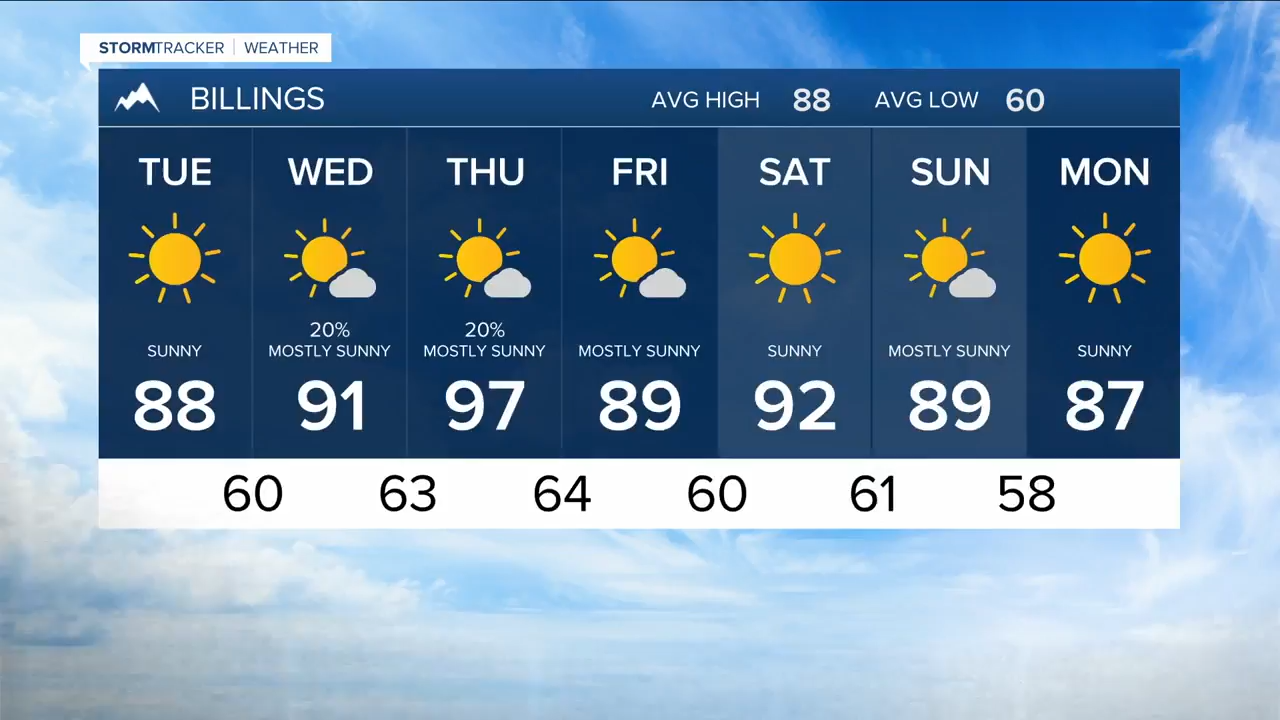 STORMTRACKER | WEATHER
BILLINGS AVG HIGH 88 AVG LOW 60
TUE WED THU FRI SAT SUN MON
20% 20%
SUNNY MOSTLY SUNNY MOSTLY SUNNY MOSTLY SUNNY SUNNY MOSTLY SUNNY SUNNY
88 91 97 89 92 89 87
60 63 64 60 61 58